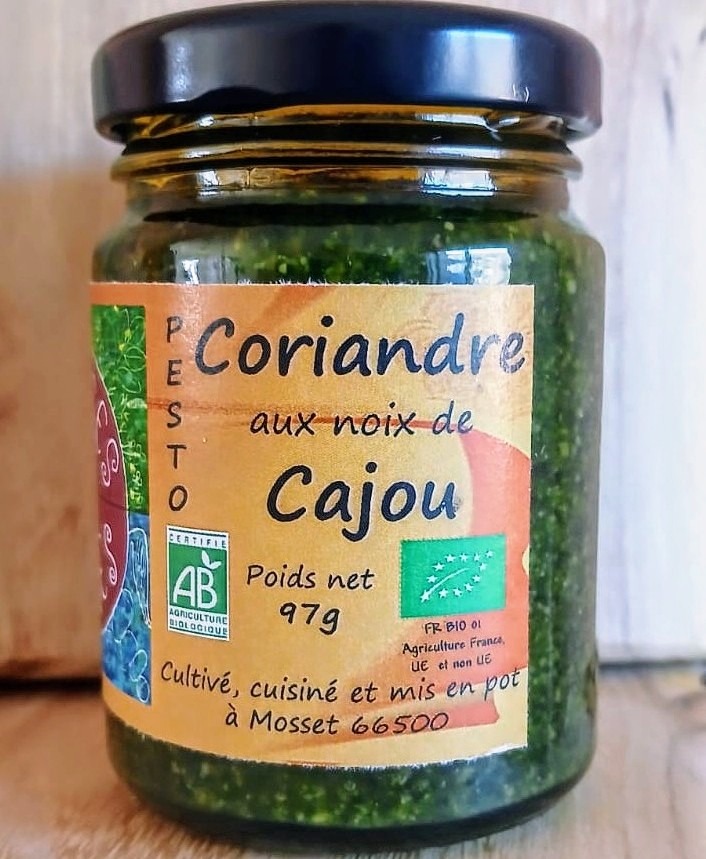 PESTO
Coriandre
aux noix de
Cajou
CERTIFIÉ
AB
AGRICULTURE
BIOLOGIQUE
Poids net
97g
FR BIO 01
Agriculture France,
UE et non UE
Cultivé, cuisiné et mis en pot
à Mosset 66500